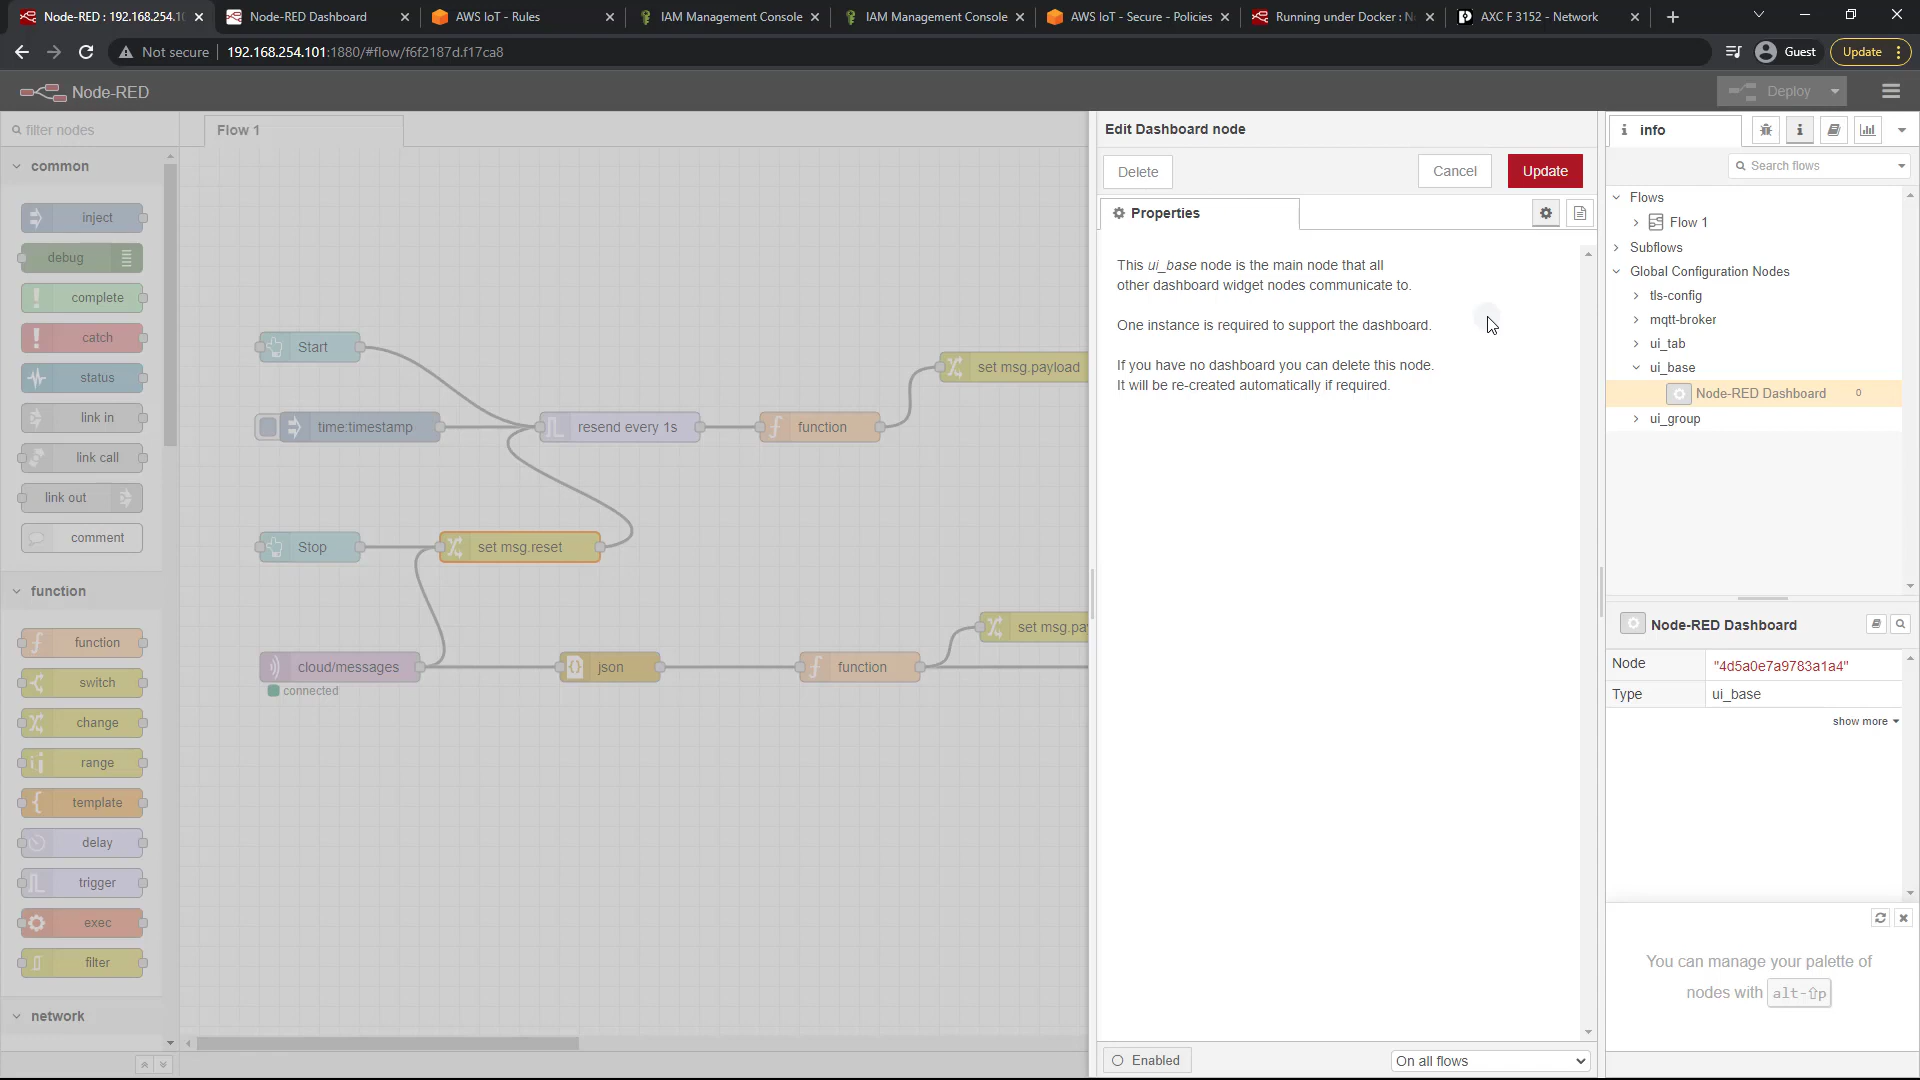 Node-RED : 192.168.254.10
Node-RED Dashboard
AWS IoT - Rules
IAM Management Console
IAM Management Console
AWS IoT - Secure - Policies
Running under Docker : N
AXC F 3152 - Network
Not secure
192.168.254.101:1880/#flow/f6f2187d.f17ca8
Guest
Update
Node-RED
Deploy
filter nodes
common
inject
debug
complete
catch
status
link in
link call
link out
comment
function
function
switch
change
range
template
delay
trigger
exec
filter
network
Flow 1
Start
set msg.payload
time:timestamp
resend every 1s
function
Stop
set msg.reset
set msg.pa
cloud/messages
json
function
connected
Edit Dashboard node
Delete
Cancel
Update
Properties
This ui_base node is the main node that all
other dashboard widget nodes communicate to.
One instance is required to support the dashboard.
If you have no dashboard you can delete this node.
It will be re-created automatically if required.
Enabled
On all flows
info
Search flows
Flows
Flow 1
Subflows
Global Configuration Nodes
tls-config
mqtt-broker
ui_tab
ui_base
Node-RED Dashboard 0
ui_group
Node-RED Dashboard
Node "4d5a0e7a9783a1a4"
Type ui_base
show more
You can manage your palette of
nodes with alt-⇧p